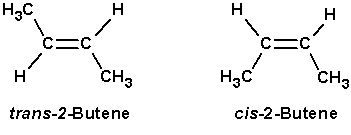 H₃C H H H
C=C C=C
H CH₃ H₃C CH₃
trans-2-Butene cis-2-Butene